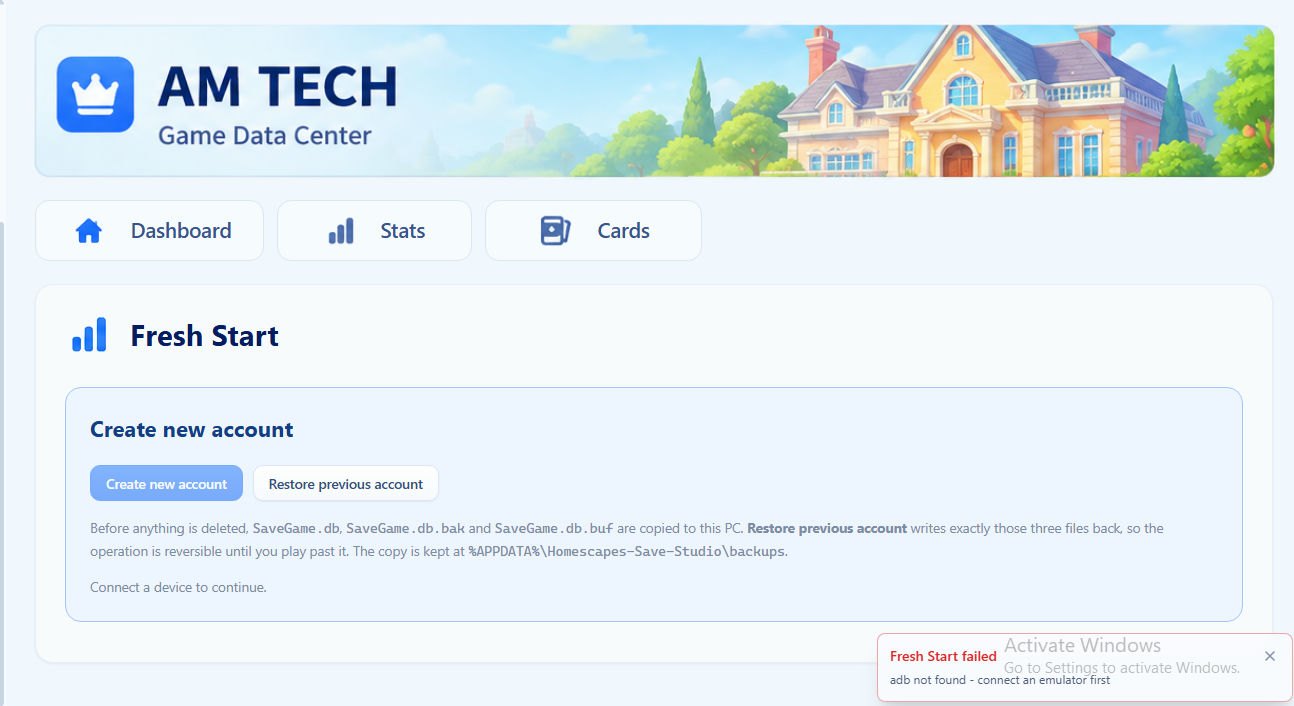 AM TECH
Game Data Center
Dashboard
Stats
Cards
Fresh Start
Create new account
Create new account
Restore previous account
Before anything is deleted, SaveGame.db, SaveGame.db.bak and SaveGame.db.buf are copied to this PC. Restore previous account writes exactly those three files back, so the
operation is reversible until you play past it. The copy is kept at %APPDATA%\Homescapes-Save-Studio\backups.
Connect a device to continue.
Activate Windows
Fresh Start failed
Go to Settings to activate Windows.
adb not found - connect an emulator first